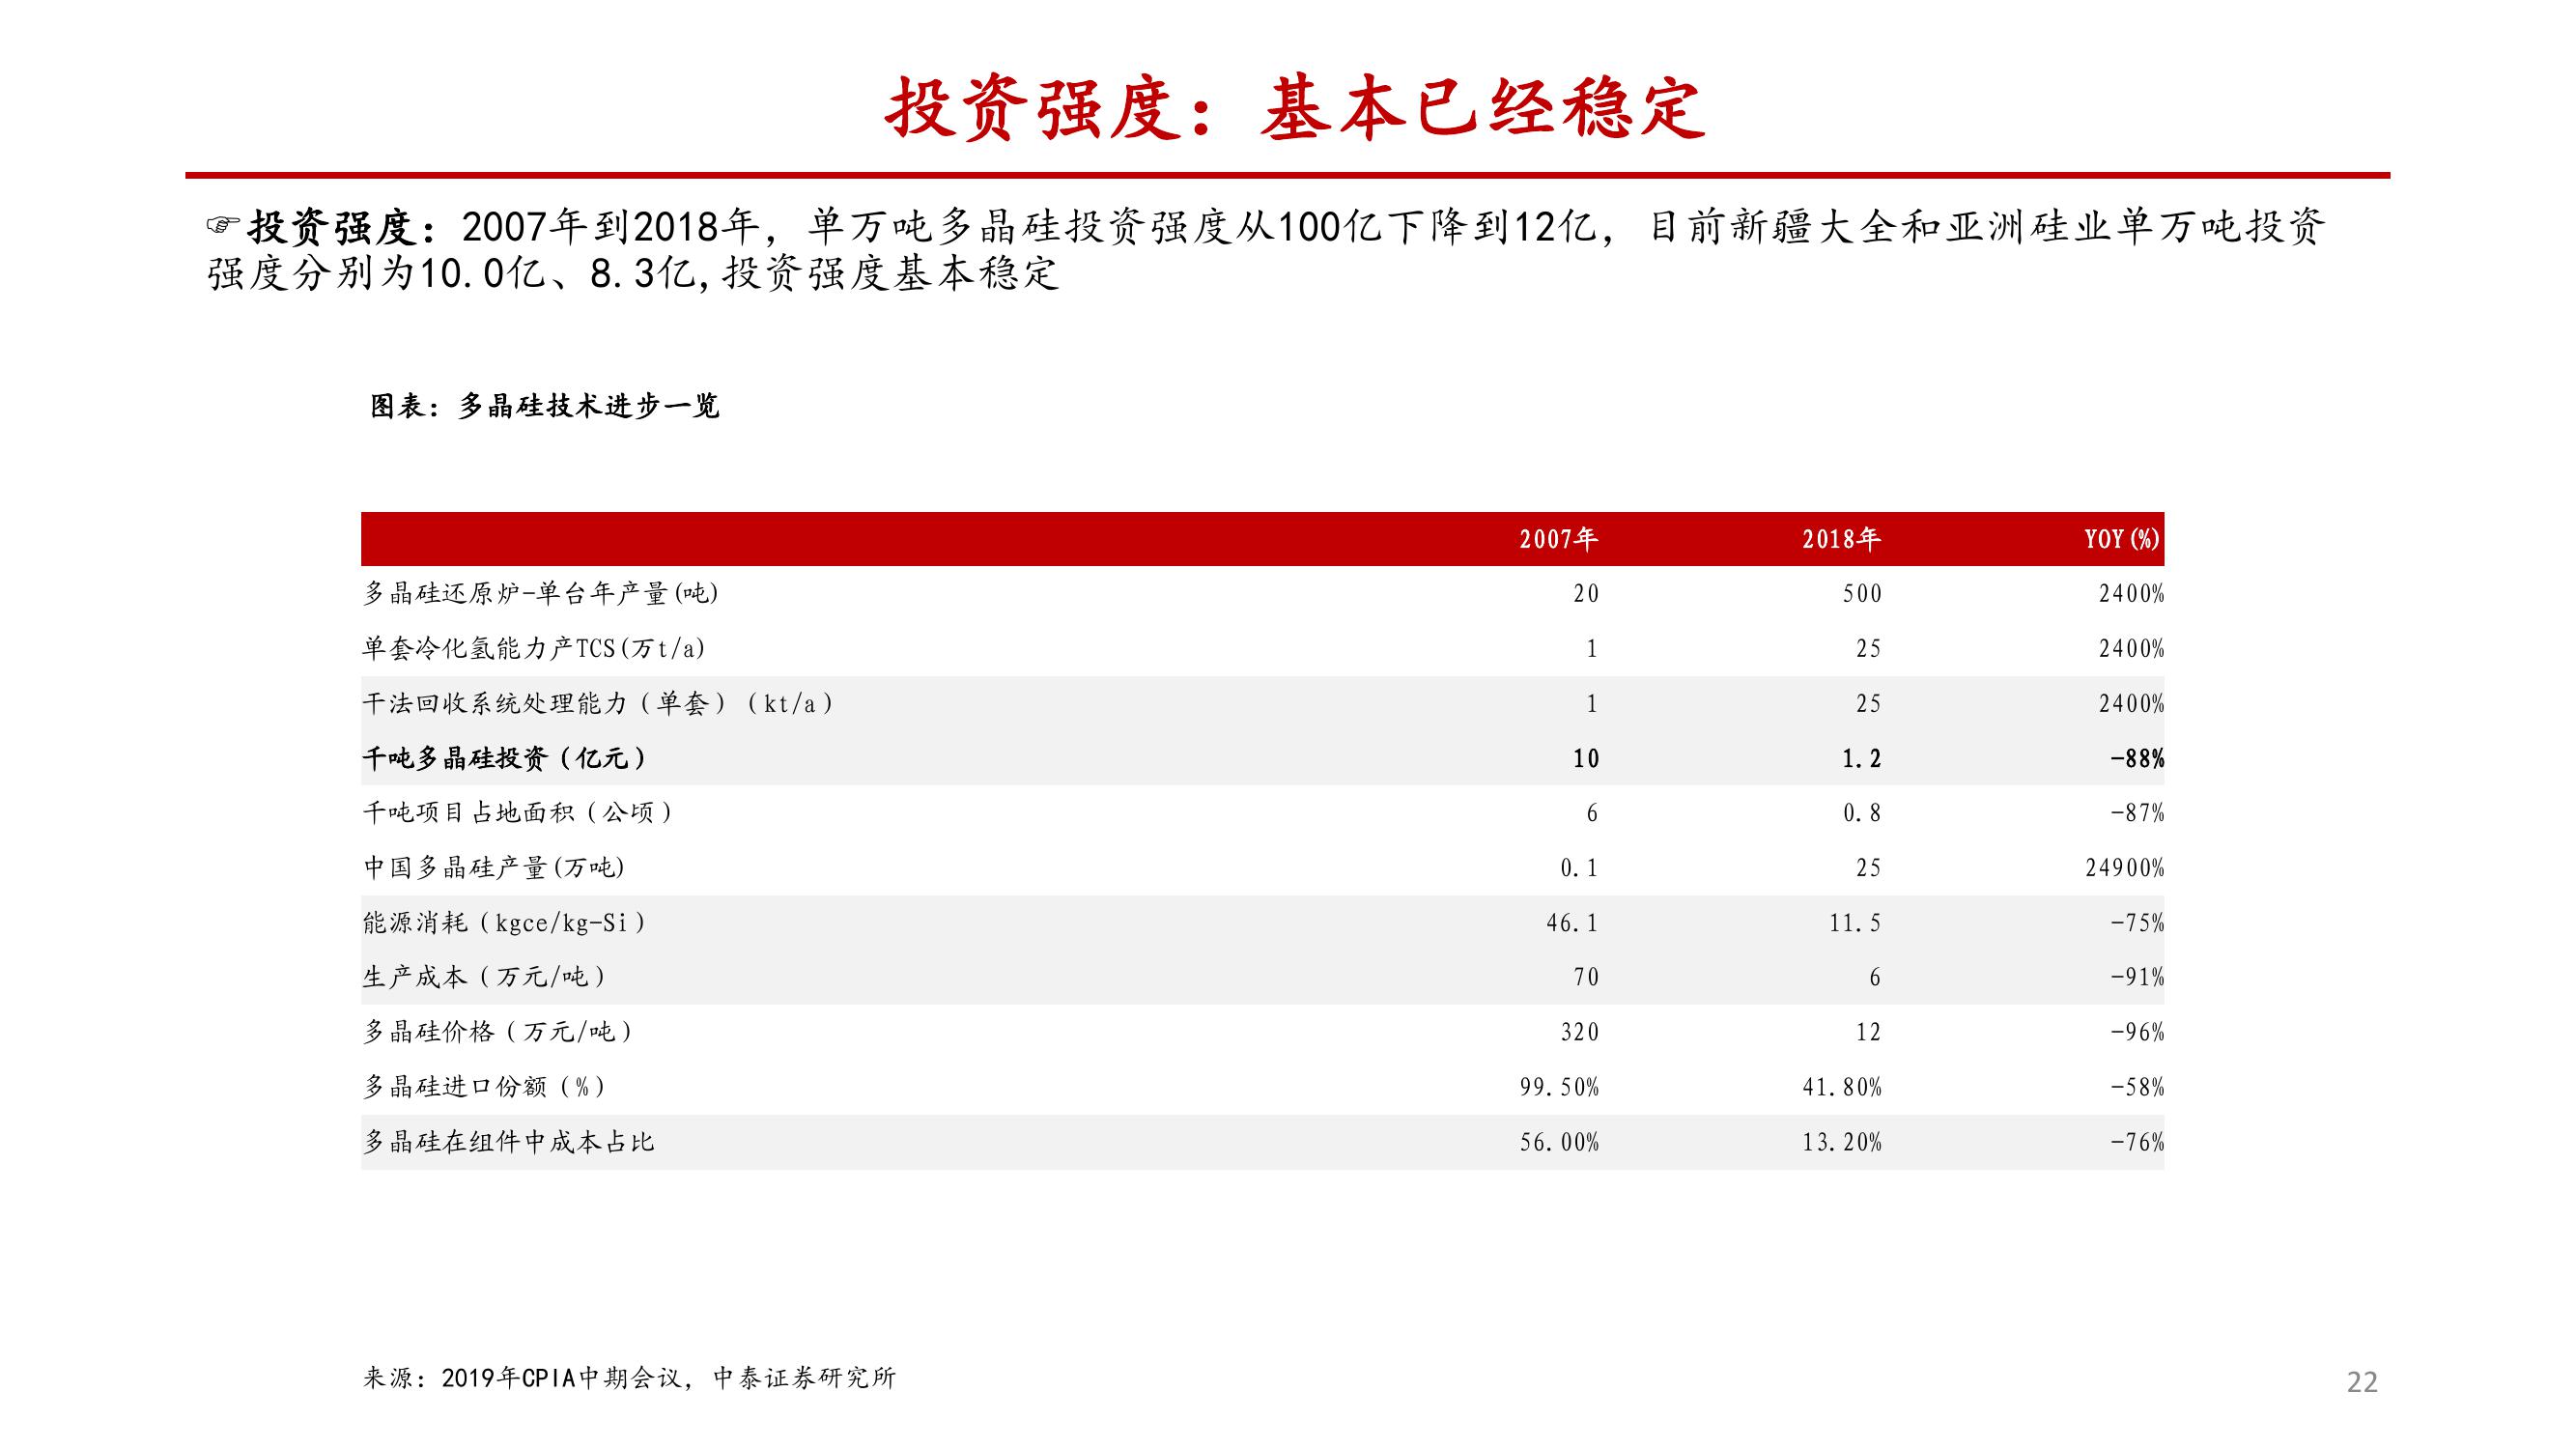 投资强度：基本已经稳定
☞投资强度：2007年到2018年，单万吨多晶硅投资强度从100亿下降到12亿，目前新疆大全和亚洲硅业单万吨投资
强度分别为10.0亿、8.3亿,投资强度基本稳定
图表：多晶硅技术进步一览
2007年 2018年 YOY(%)
多晶硅还原炉-单台年产量(吨) 20 500 2400%
单套冷化氢能力产TCS(万t/a) 1 25 2400%
干法回收系统处理能力（单套）（kt/a） 1 25 2400%
千吨多晶硅投资（亿元） 10 1.2 -88%
千吨项目占地面积（公顷） 6 0.8 -87%
中国多晶硅产量(万吨) 0.1 25 24900%
能源消耗（kgce/kg-Si） 46.1 11.5 -75%
生产成本（万元/吨） 70 6 -91%
多晶硅价格（万元/吨） 320 12 -96%
多晶硅进口份额（%） 99.50% 41.80% -58%
多晶硅在组件中成本占比 56.00% 13.20% -76%
来源：2019年CPIA中期会议，中泰证券研究所
22